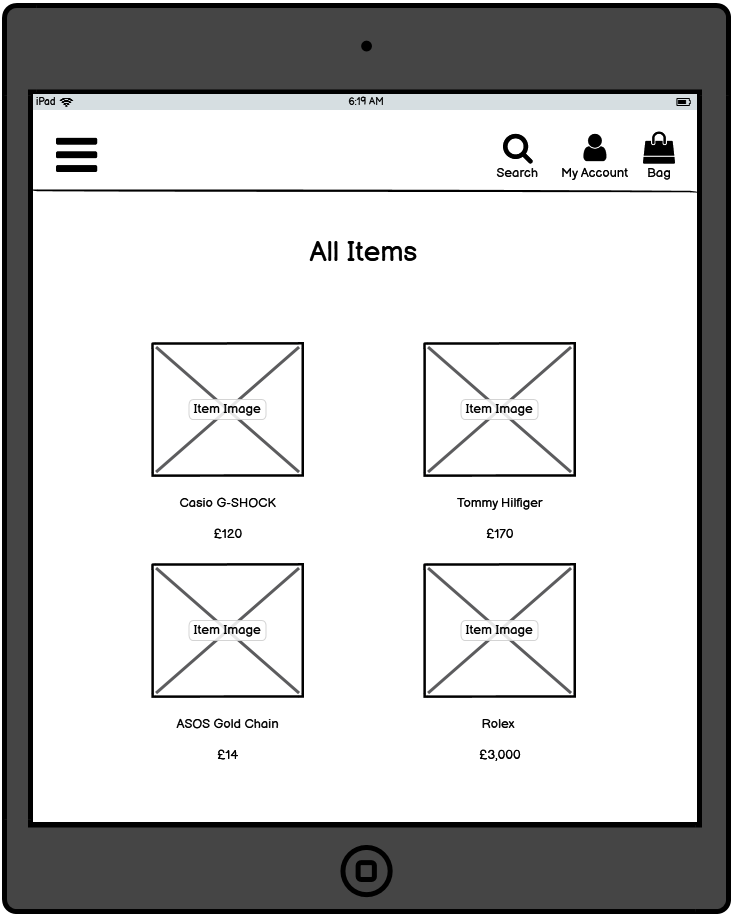 iPad 6:19 AM
Search My Account Bag
All Items
Item Image Item Image
Casio G-SHOCK Tommy Hilfiger
£120 £170
Item Image Item Image
ASOS Gold Chain Rolex
£14 £3,000